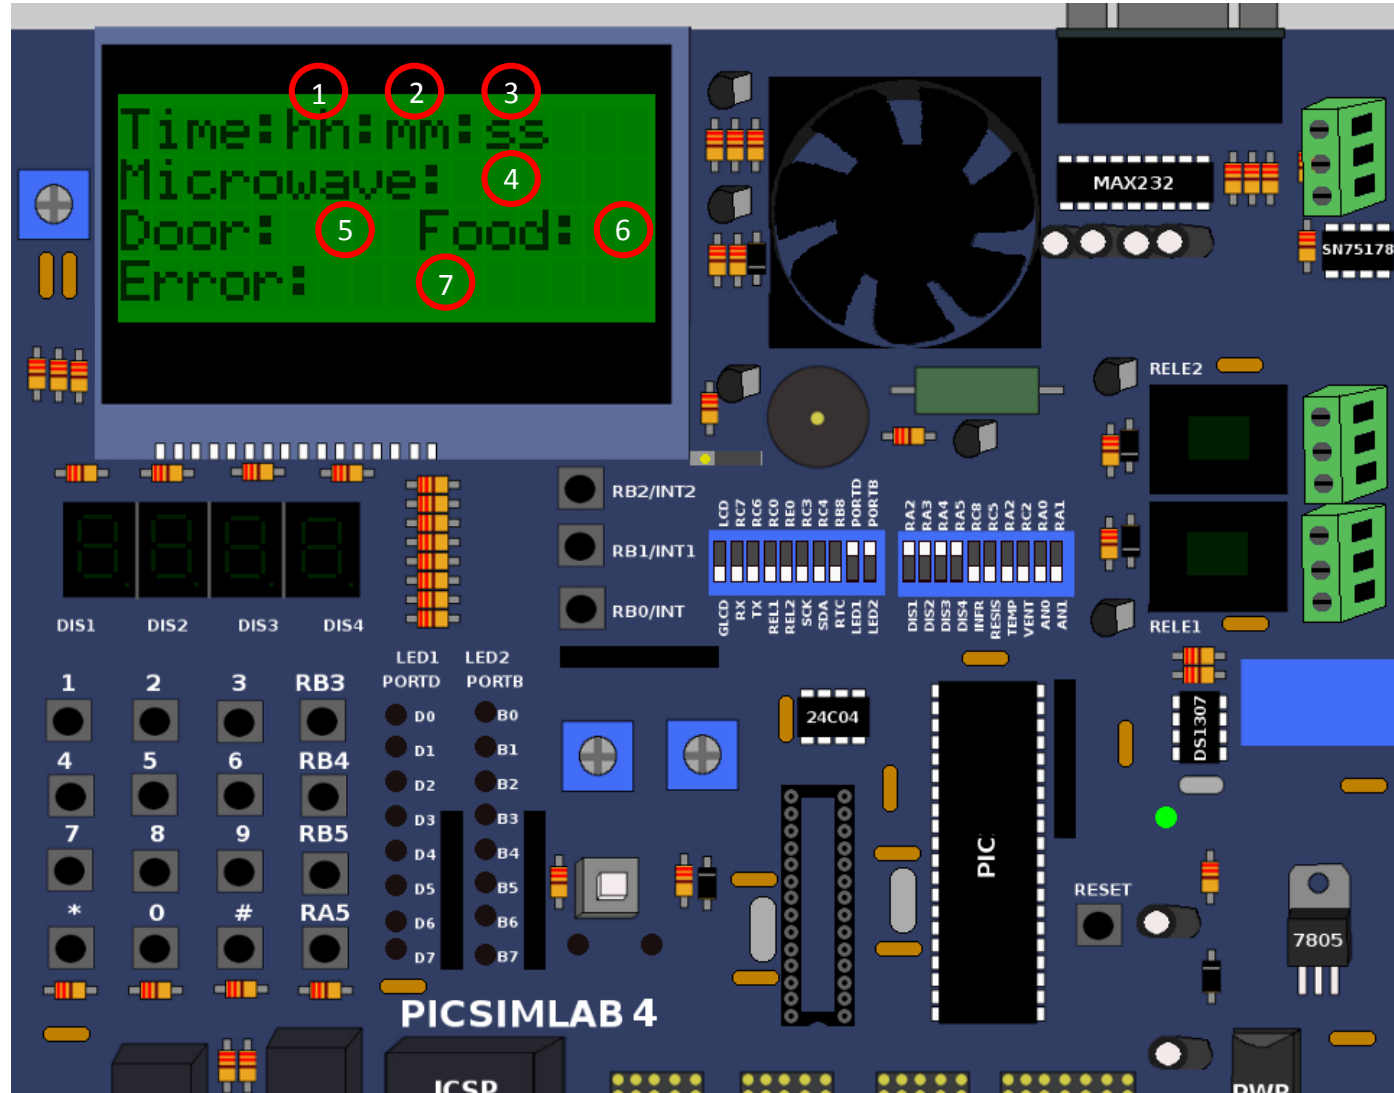 1 2 3
Time:hh:mm:ss
Microwave: 4
Door: 5 Food: 6
Error: 7
MAX232
SN75178
RELE2
RB2/INT2
RB1/INT1
RB0/INT
LCD RC7 RC6 RC0 RE0 RC3 RC4 RB8 PORTD PORTB
GLCD RX TX REL1 REL2 SCK SDA RTC LED1 LED2
RA2 RA3 RA4 RA5 RC8 RC5 RA2 RC2 RA0 RA1
DIS1 DIS2 DIS3 DIS4 INFR RESIS TEMP VENT AN0 AN1
RELE1
DIS1 DIS2 DIS3 DIS4
LED1 LED2
PORTD PORTB
1 2 3 RB3
4 5 6 RB4
7 8 9 RB5
* 0 # RA5
D0 B0
D1 B1
D2 B2
D3 B3
D4 B4
D5 B5
D6 B6
D7 B7
24C04
DS1307
PIC
RESET
7805
PICSIMLAB 4
ICSP
PWR